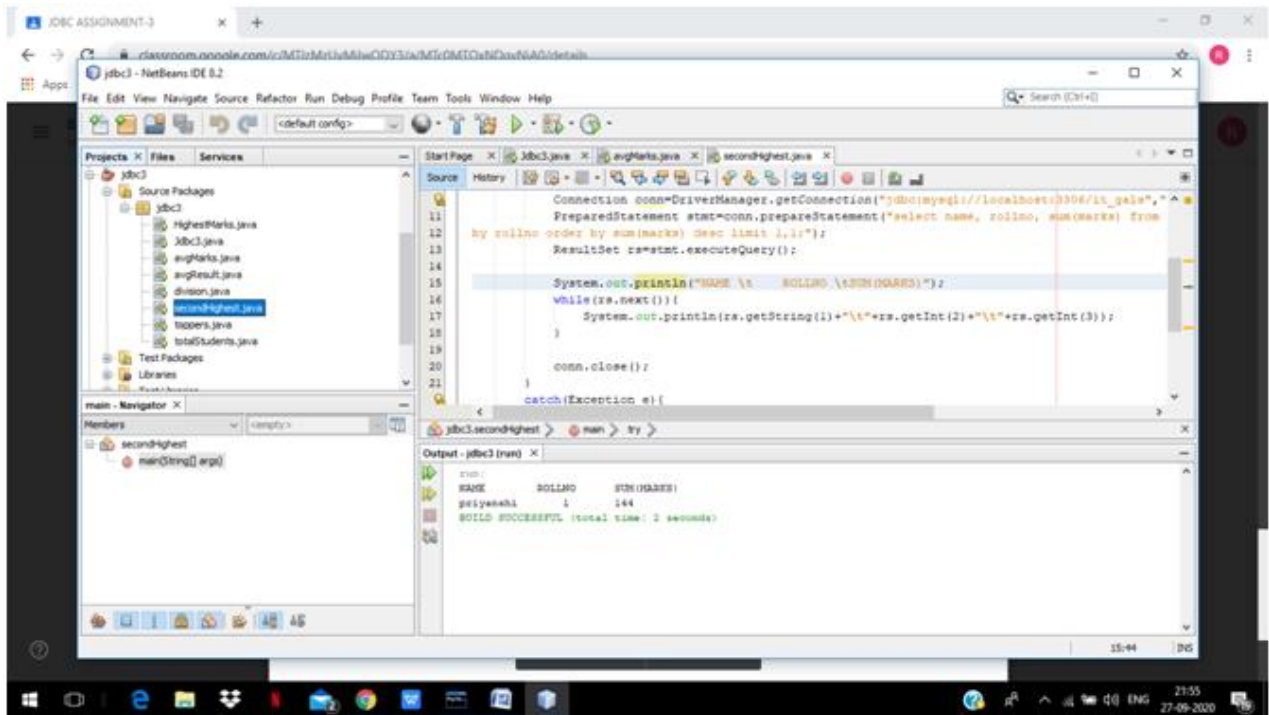 JDBC ASSIGNMENT-3
Apps
jdbc3 - NetBeans IDE 8.2
File Edit View Navigate Source Refactor Run Debug Profile Team Tools Window Help
Search (Ctrl+I)
<default config>
Projects Files Services
jdbc3
Source Packages
jdbc3
HighestMarks.java
Jdbc3.java
avgMarks.java
avgResult.java
division.java
secondHighest.java
toppers.java
totalStudents.java
Test Packages
Libraries
main - Navigator
Members <empty>
secondHighest
main(String[] args)
Start Page Jdbc3.java avgMarks.java secondHighest.java
Source History
Connection conn=DriverManager.getConnection("jdbc:mysql://localhost:3306/it_gals","
11 PreparedStatement stmt=conn.prepareStatement("select name, rollno, sum(marks) from
12 by rollno order by sum(marks) desc limit 1,1;");
13 ResultSet rs=stmt.executeQuery();
14
15 System.out.println("NAME \t ROLLNO \tSUM(MARKS)");
16 while(rs.next()){
17 System.out.println(rs.getString(1)+"\t"+rs.getInt(2)+"\t"+rs.getInt(3));
18 }
19
20 conn.close();
21 }
catch(Exception e){
jdbc3.secondHighest main try
Output - jdbc3 (run)
run:
NAME ROLLNO SUM(MARKS)
priyanshi 1 144
BUILD SUCCESSFUL (total time: 2 seconds)
15:44 INS
ENG
21:55
27-09-2020